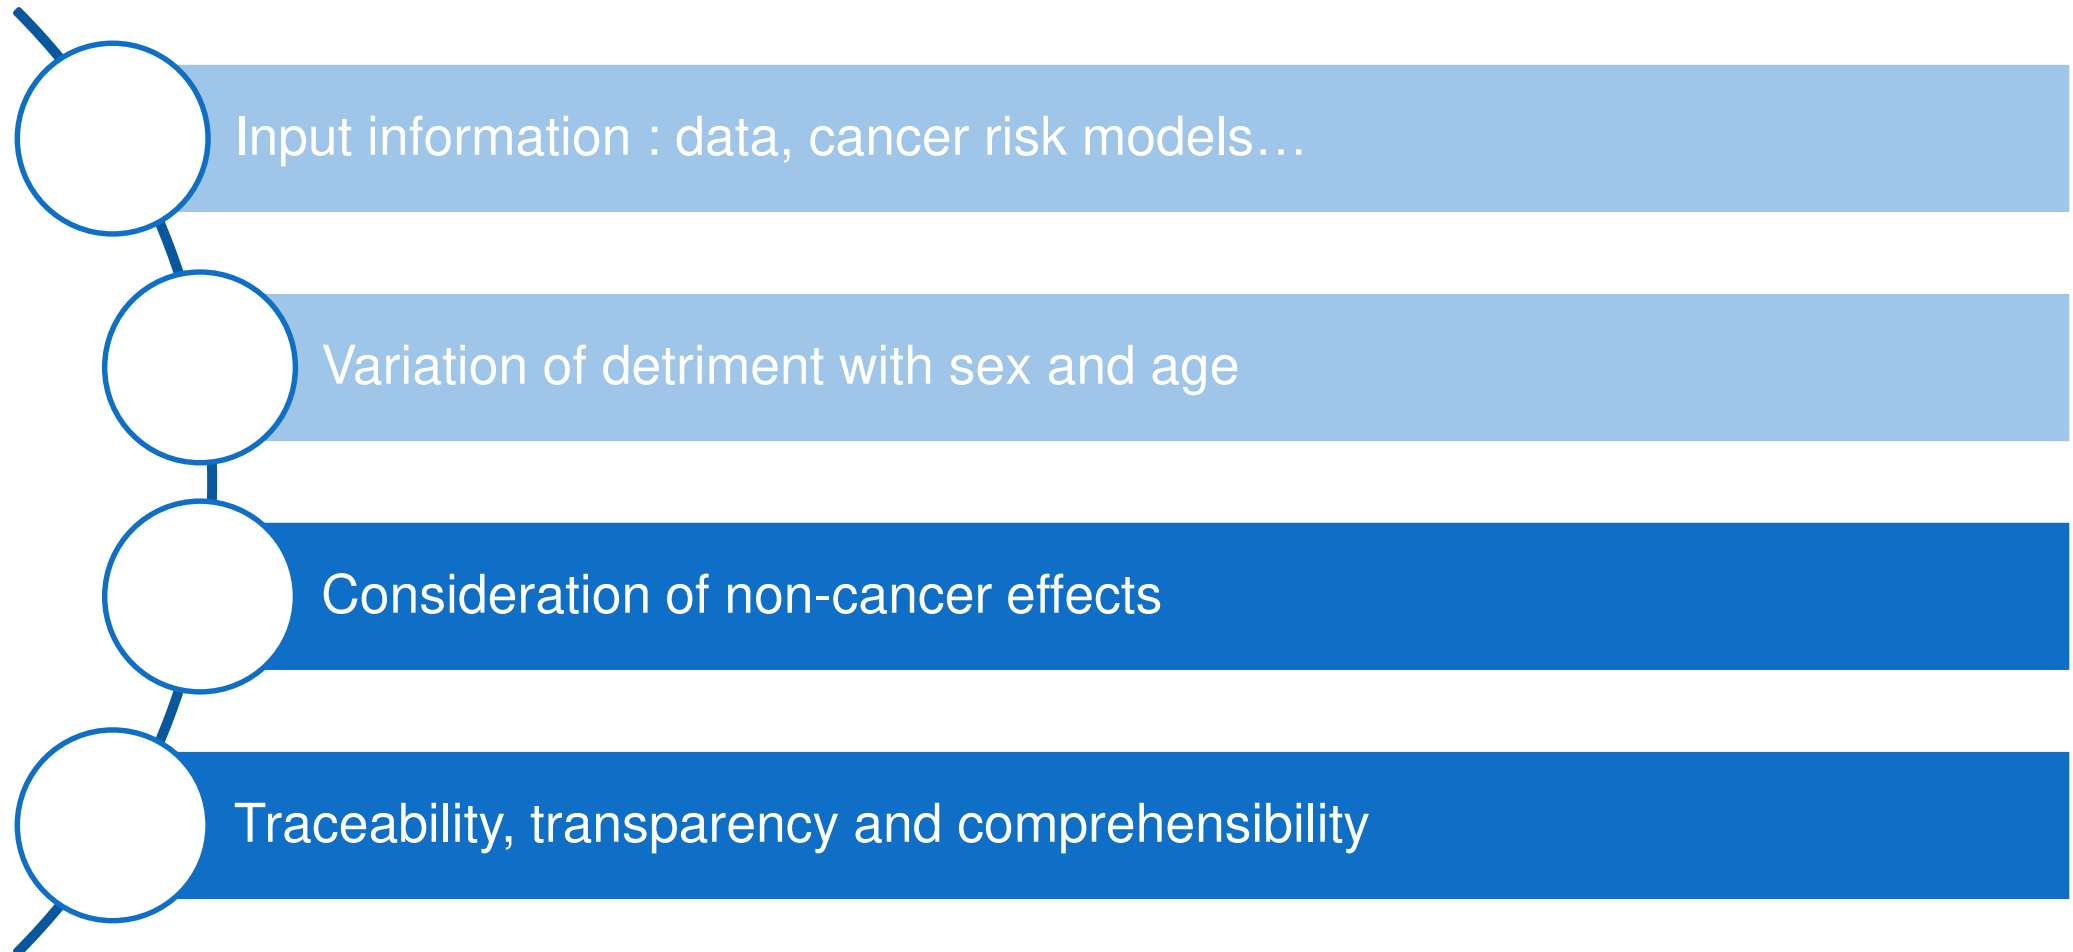 Input information : data, cancer risk models…
Variation of detriment with sex and age
Consideration of non-cancer effects
Traceability, transparency and comprehensibility